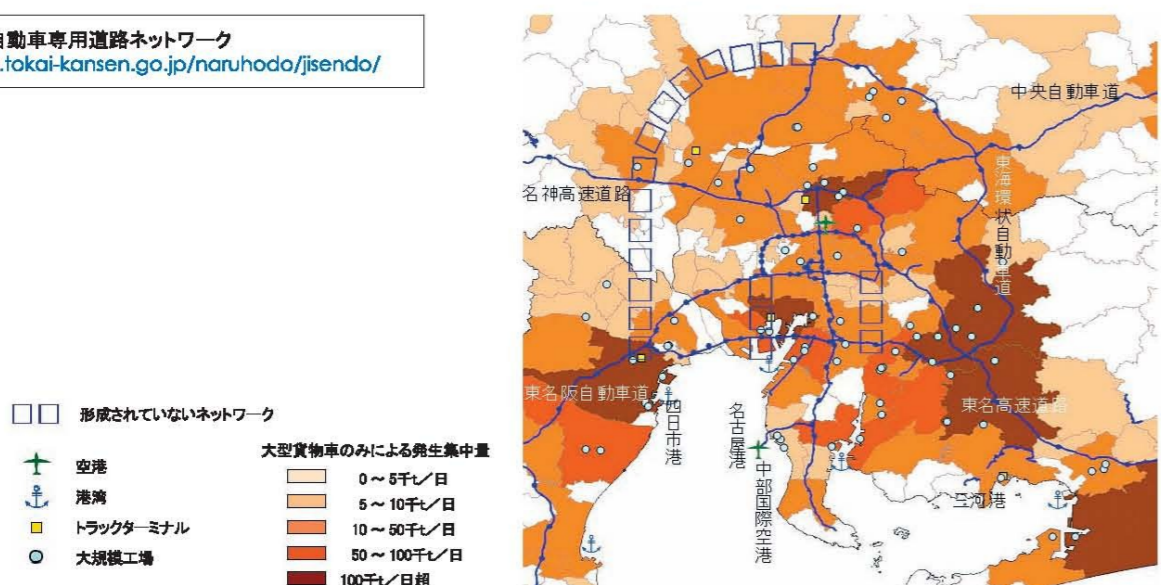 自動車専用道路ネットワーク
.tokai-kansen.go.jp/naruhodo/jisendo/
中央自動車道
名神高速道路
東海環状自動車道
東名阪自動車道
東名高速道路
四日市港
名古屋港
中部国際空港
三河港
形成されていないネットワーク
空港
港湾
トラックターミナル
大規模工場
大型貨物車のみによる発生集中量
0～5千t／日
5～10千t／日
10～50千t／日
50～100千t／日
100千t／日超